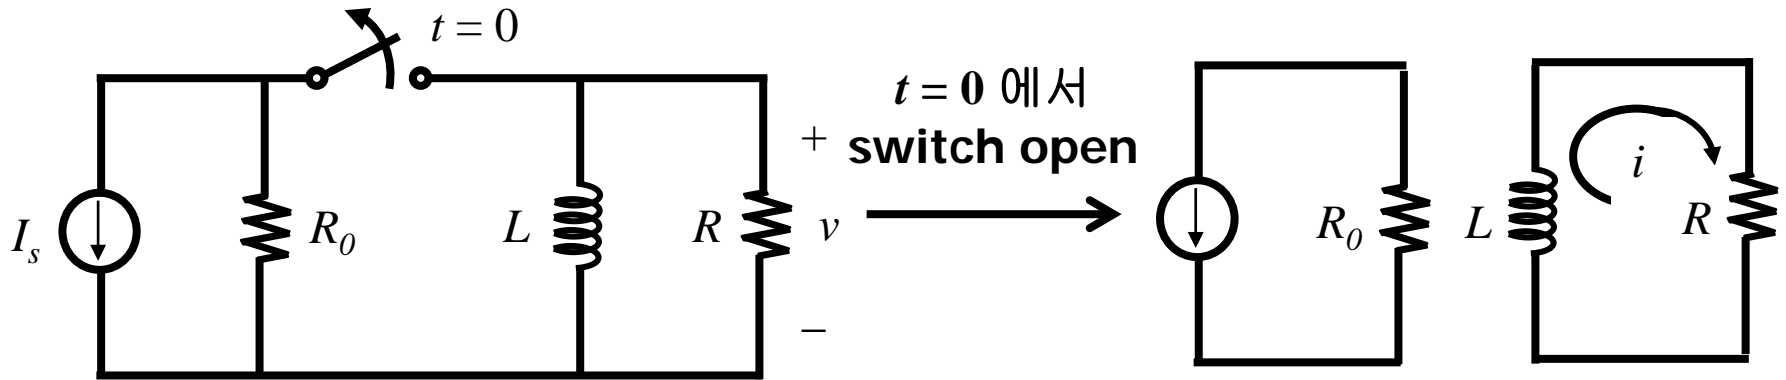 t = 0
I_s
R_0
L
R
+
v
−
t = 0 에서
switch open
R_0
L
i
R